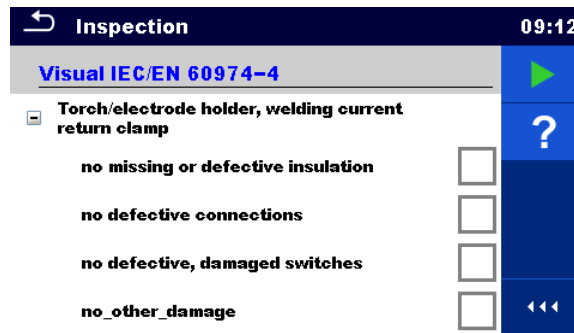 Inspection 09:12
Visual IEC/EN 60974-4
Torch/electrode holder, welding current
return clamp
?
no missing or defective insulation
no defective connections
no defective, damaged switches
no_other_damage